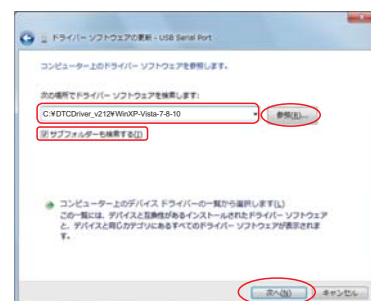 ドライバー ソフトウェアの更新 - USB Serial Port
コンピューター上のドライバー ソフトウェアを参照します。
次の場所でドライバー ソフトウェアを検索します:
C:¥DTCDriver_v212¥WinXP-Vista-7-8-10
参照(R)...
サブフォルダーも検索する(I)
コンピューター上のデバイス ドライバーの一覧から選択します(L)
この一覧には、デバイスと互換性があるインストールされたドライバー ソフトウェア
と、デバイスと同じカテゴリにあるすべてのドライバー ソフトウェアが表示されま
す。
次へ(N)
キャンセル